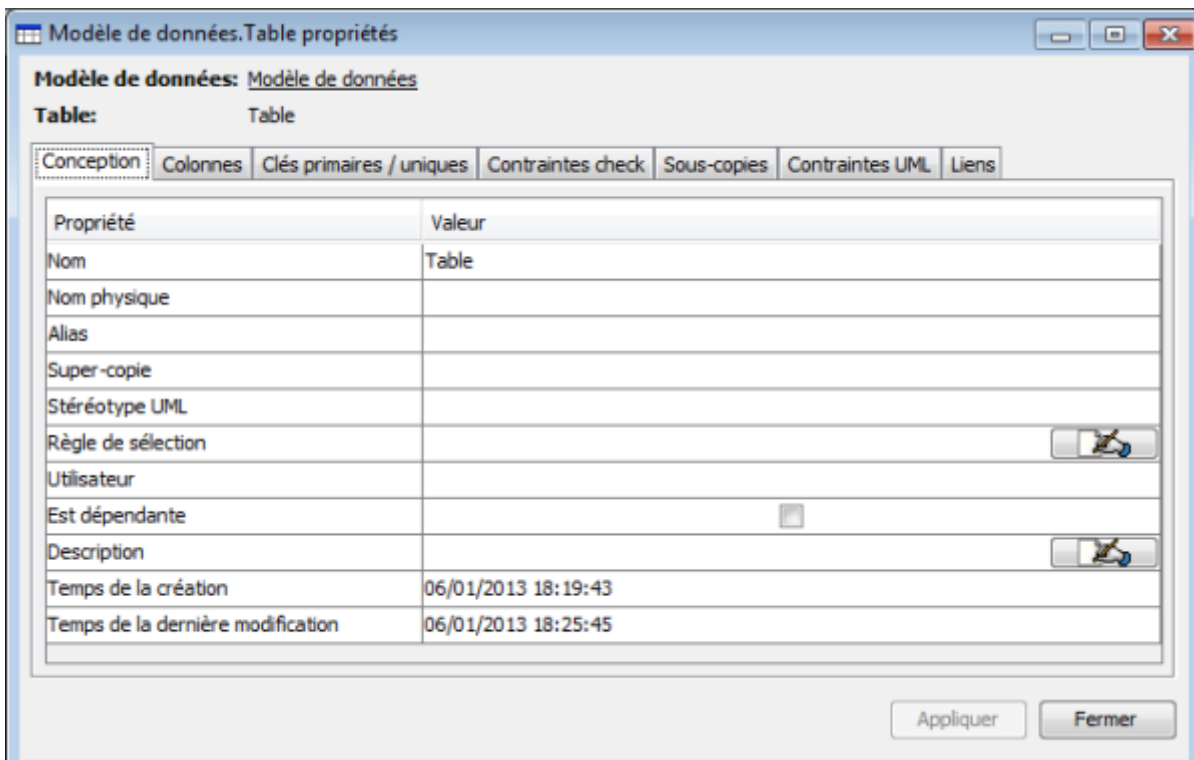 Modèle de données.Table propriétés
Modèle de données: Modèle de données
Table: Table
Conception Colonnes Clés primaires / uniques Contraintes check Sous-copies Contraintes UML Liens
Propriété Valeur
Nom Table
Nom physique
Alias
Super-copie
Stéréotype UML
Règle de sélection
Utilisateur
Est dépendante
Description
Temps de la création 06/01/2013 18:19:43
Temps de la dernière modification 06/01/2013 18:25:45
Appliquer Fermer